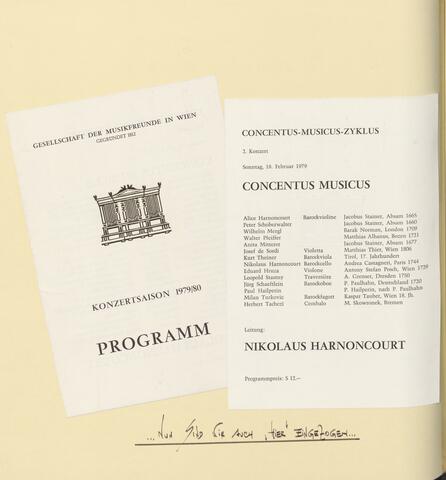 GESELLSCHAFT DER MUSIKFREUNDE IN WIEN
GEGRÜNDET 1812
KONZERTSAISON 1979/80
PROGRAMM
CONCENTUS-MUSICUS-ZYKLUS
2. Konzert
Sonntag, 18. Februar 1979
CONCENTUS MUSICUS
Alice Harnoncourt Barockvioline Jacobus Stainer, Absam 1665
Peter Schoberwalter Jacobus Stainer, Absam 1660
Wilhelm Mergl Barak Norman, London 1709
Walter Pfeiffer Matthias Albanus, Bozen 1721
Anita Mitterer Jacobus Stainer, Absam 1677
Josef de Sordi Violetta Matthias Thier, Wien 1806
Kurt Theiner Barockviola Tirol, 17. Jahrhundert
Nikolaus Harnoncourt Barockcello Andrea Castagneri, Paris 1744
Eduard Hruza Violone Antony Stefan Posch, Wien 1729
Leopold Stastny Traversière A. Grenser, Dresden 1750
Jürg Schaeftlein Barockoboe P. Paulhahn, Deutschland 1720
Paul Hailperin P. Hailperin, nach P. Paulhahn
Milan Turkovic Barockfagott Kaspar Tauber, Wien 18. Jh.
Herbert Tachezi Cembalo M. Skowronek, Bremen
Leitung:
NIKOLAUS HARNONCOURT
Programmpreis: S 12,—
...NUN SIND WIR AUCH „HIER" EINGEZOGEN...